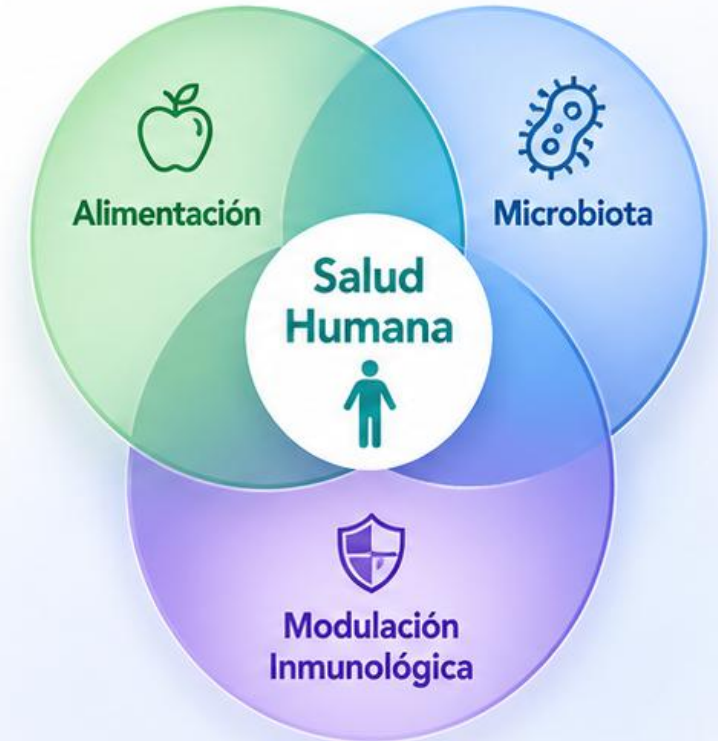 Alimentación
Microbiota
Salud
Humana
Modulación
Inmunológica